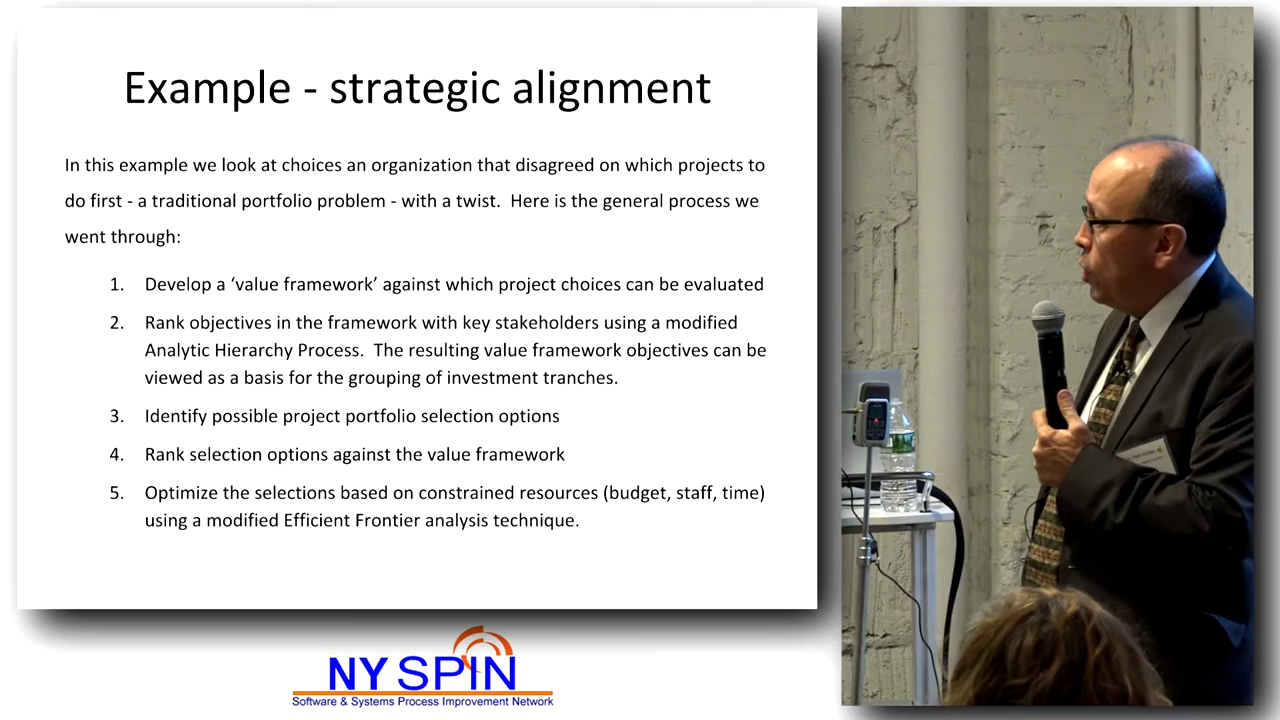 Example - strategic alignment
In this example we look at choices an organization that disagreed on which projects to
do first - a traditional portfolio problem - with a twist.  Here is the general process we
went through:
1. Develop a ‘value framework’ against which project choices can be evaluated
2. Rank objectives in the framework with key stakeholders using a modified
Analytic Hierarchy Process.  The resulting value framework objectives can be
viewed as a basis for the grouping of investment tranches.
3. Identify possible project portfolio selection options
4. Rank selection options against the value framework
5. Optimize the selections based on constrained resources (budget, staff, time)
using a modified Efficient Frontier analysis technique.
NY SPIN
Software & Systems Process Improvement Network